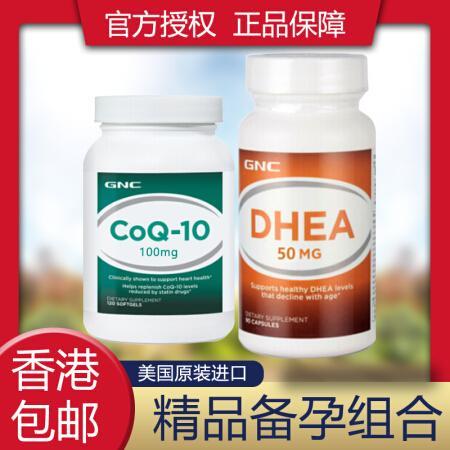 官方授权 正品保障
GNC
CoQ-10
100mg
Clinically shown to support heart health*
Helps replenish CoQ-10 levels
reduced by statin drugs*
DIETARY SUPPLEMENT
120 SOFTGELS
GNC
DHEA
50 MG
Supports healthy DHEA levels
that decline with age*
DIETARY SUPPLEMENT
90 CAPSULES
香港
包邮
美国原装进口
精品备孕组合